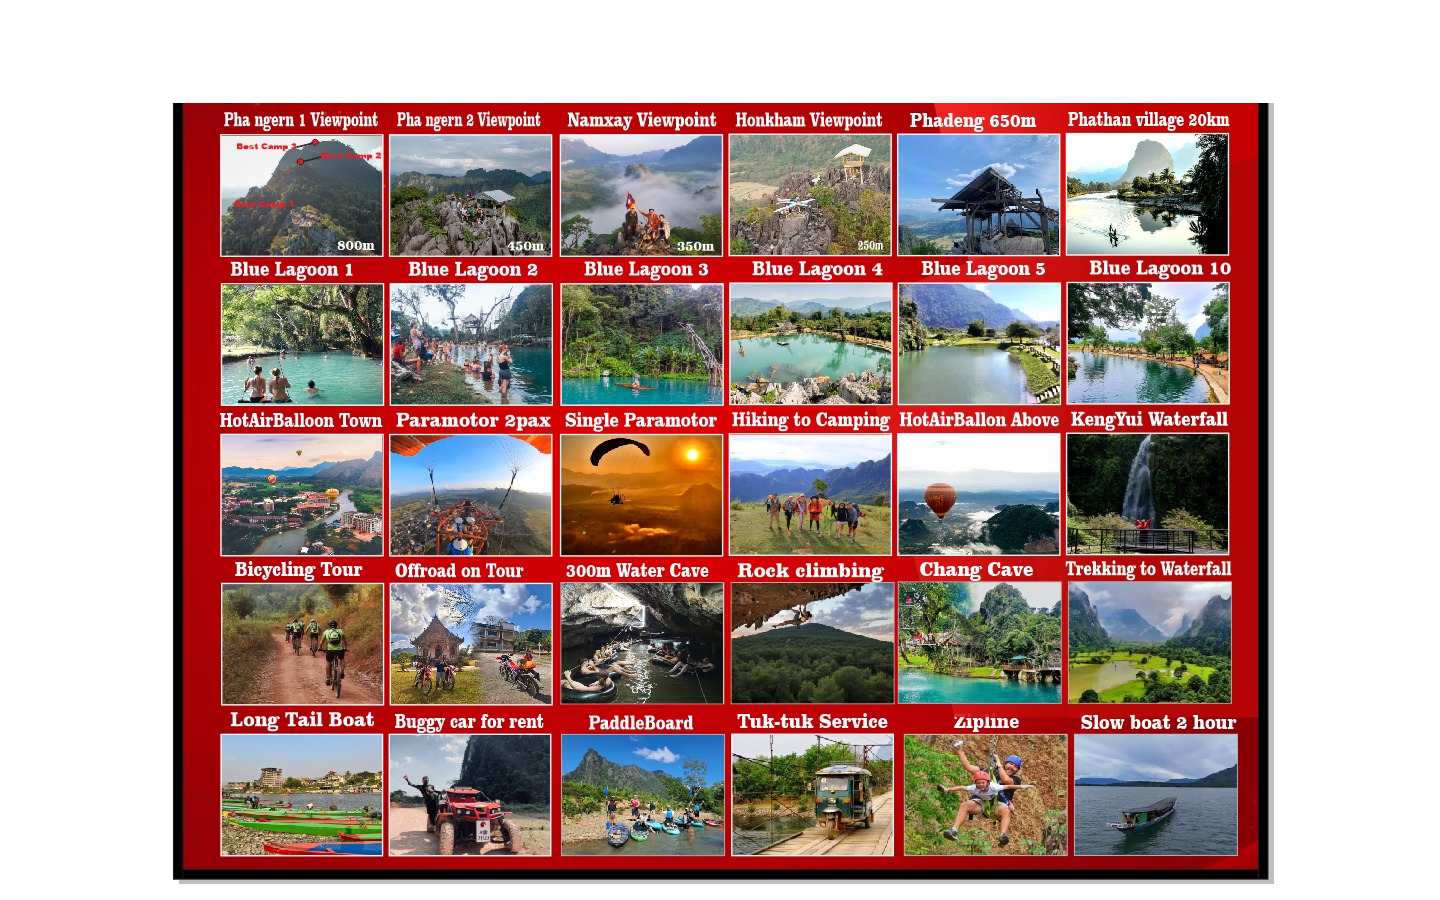 Pha ngern 1 Viewpoint
Pha ngern 2 Viewpoint
Namxay Viewpoint
Honkham Viewpoint
Phadeng 650m
Phathan village 20km
Best Camp 3
Best Camp 2
Best Camp 1
800m
450m
350m
250m
Blue Lagoon 1
Blue Lagoon 2
Blue Lagoon 3
Blue Lagoon 4
Blue Lagoon 5
Blue Lagoon 10
HotAirBalloon Town
Paramotor 2pax
Single Paramotor
Hiking to Camping
HotAirBallon Above
KengYui Waterfall
Bicycling Tour
Offroad on Tour
300m Water Cave
Rock climbing
Chang Cave
Trekking to Waterfall
Long Tail Boat
Buggy car for rent
PaddleBoard
Tuk-tuk Service
Zipline
Slow boat 2 hour